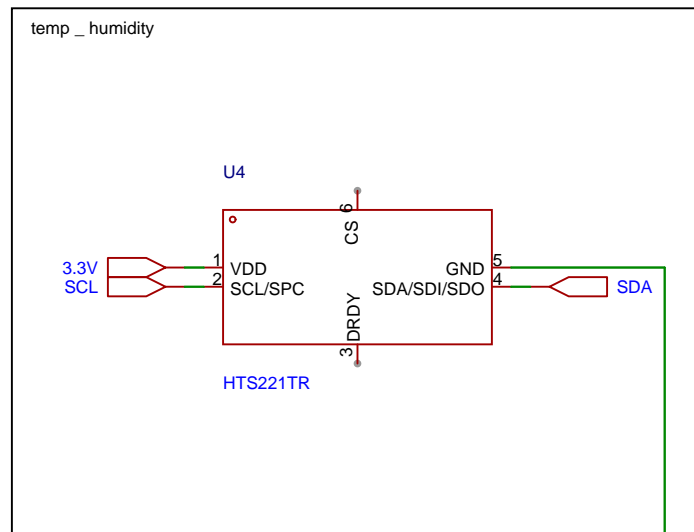 temp _ humidity
U4
6
CS
3.3V
1
VDD
GND
5
SCL
2
SCL/SPC
SDA/SDI/SDO
4
SDA
DRDY
3
HTS221TR